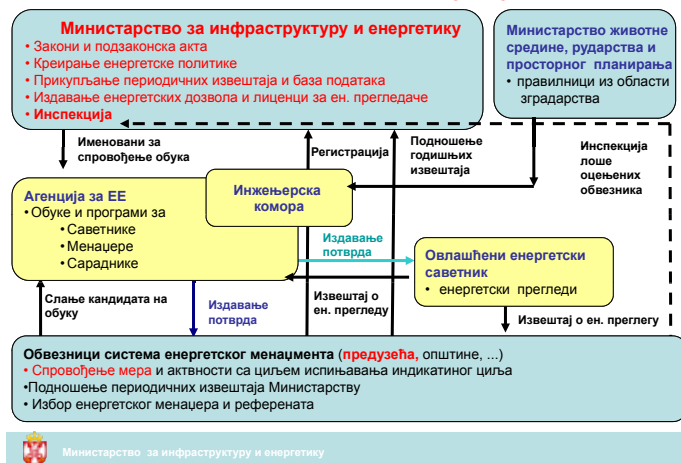 Министарство за инфраструктуру и енергетику
• Закони и подзаконска акта
• Креирање енергетске политике
• Прикупљање периодичних извештаја и база података
• Издавање енергетских дозвола и лиценци за ен. прегледаче
• Инспекција
Министарство животне
средине, рударства и
просторног планирања
• правилници из области
зградарства
Именовани за
спровођење обука
Регистрација
Подношење
годишњих
извештаја
Инспекција
лоше
оцењених
обвезника
Агенција за ЕЕ
•Обуке и програми за
• Саветнике
• Менаџере
• Сараднике
Инжењерска
комора
Издавање
потврда
Овлашћени енергетски
саветник
• енергетски прегледи
Слање кандидата на
обуку
Издавање
потврда
Извештај о
ен. прегледу
Извештај о ен. преглегу
Обвезници система енергетског менаџмента (предузећа, општине, ...)
• Спровођење мера и актвности са циљем испињавања индикатиног циља
•Подношење периодичних извештаја Министарству
• Избор енергетског менаџера и референата
Министарство за инфраструктуру и енергетику